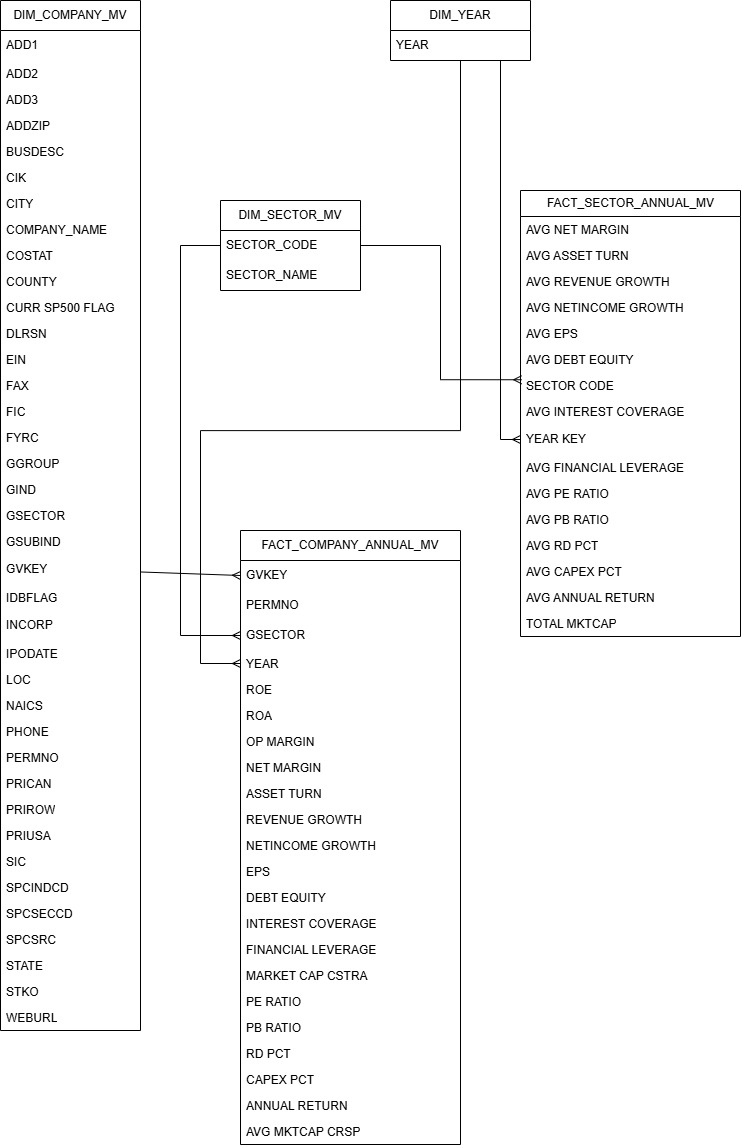 DIM_COMPANY_MV
ADD1
ADD2
ADD3
ADDZIP
BUSDESC
CIK
CITY
COMPANY_NAME
COSTAT
COUNTY
CURR SP500 FLAG
DLRSN
EIN
FAX
FIC
FYRC
GGROUP
GIND
GSECTOR
GSUBIND
GVKEY
IDBFLAG
INCORP
IPODATE
LOC
NAICS
PHONE
PERMNO
PRICAN
PRIROW
PRIUSA
SIC
SPCINDCD
SPCSECCD
SPCSRC
STATE
STKO
WEBURL
DIM_YEAR
YEAR
DIM_SECTOR_MV
SECTOR_CODE
SECTOR_NAME
FACT_SECTOR_ANNUAL_MV
AVG NET MARGIN
AVG ASSET TURN
AVG REVENUE GROWTH
AVG NETINCOME GROWTH
AVG EPS
AVG DEBT EQUITY
SECTOR CODE
AVG INTEREST COVERAGE
YEAR KEY
AVG FINANCIAL LEVERAGE
AVG PE RATIO
AVG PB RATIO
AVG RD PCT
AVG CAPEX PCT
AVG ANNUAL RETURN
TOTAL MKTCAP
FACT_COMPANY_ANNUAL_MV
GVKEY
PERMNO
GSECTOR
YEAR
ROE
ROA
OP MARGIN
NET MARGIN
ASSET TURN
REVENUE GROWTH
NETINCOME GROWTH
EPS
DEBT EQUITY
INTEREST COVERAGE
FINANCIAL LEVERAGE
MARKET CAP CSTRA
PE RATIO
PB RATIO
RD PCT
CAPEX PCT
ANNUAL RETURN
AVG MKTCAP CRSP